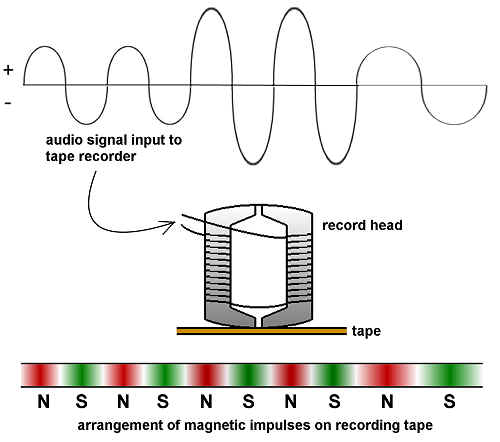 +
-
audio signal input to
tape recorder
record head
tape
N S N S N S N S N S
arrangement of magnetic impulses on recording tape